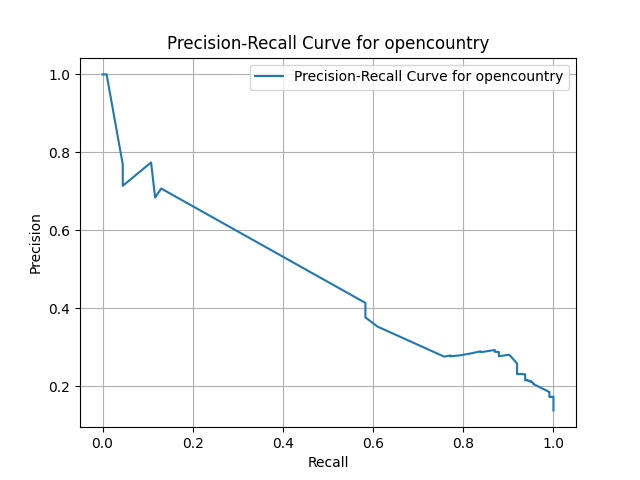 Precision-Recall Curve for opencountry
Precision-Recall Curve for opencountry
1.0
0.8
0.6
0.4
0.2
Precision
0.0 0.2 0.4 0.6 0.8 1.0
Recall